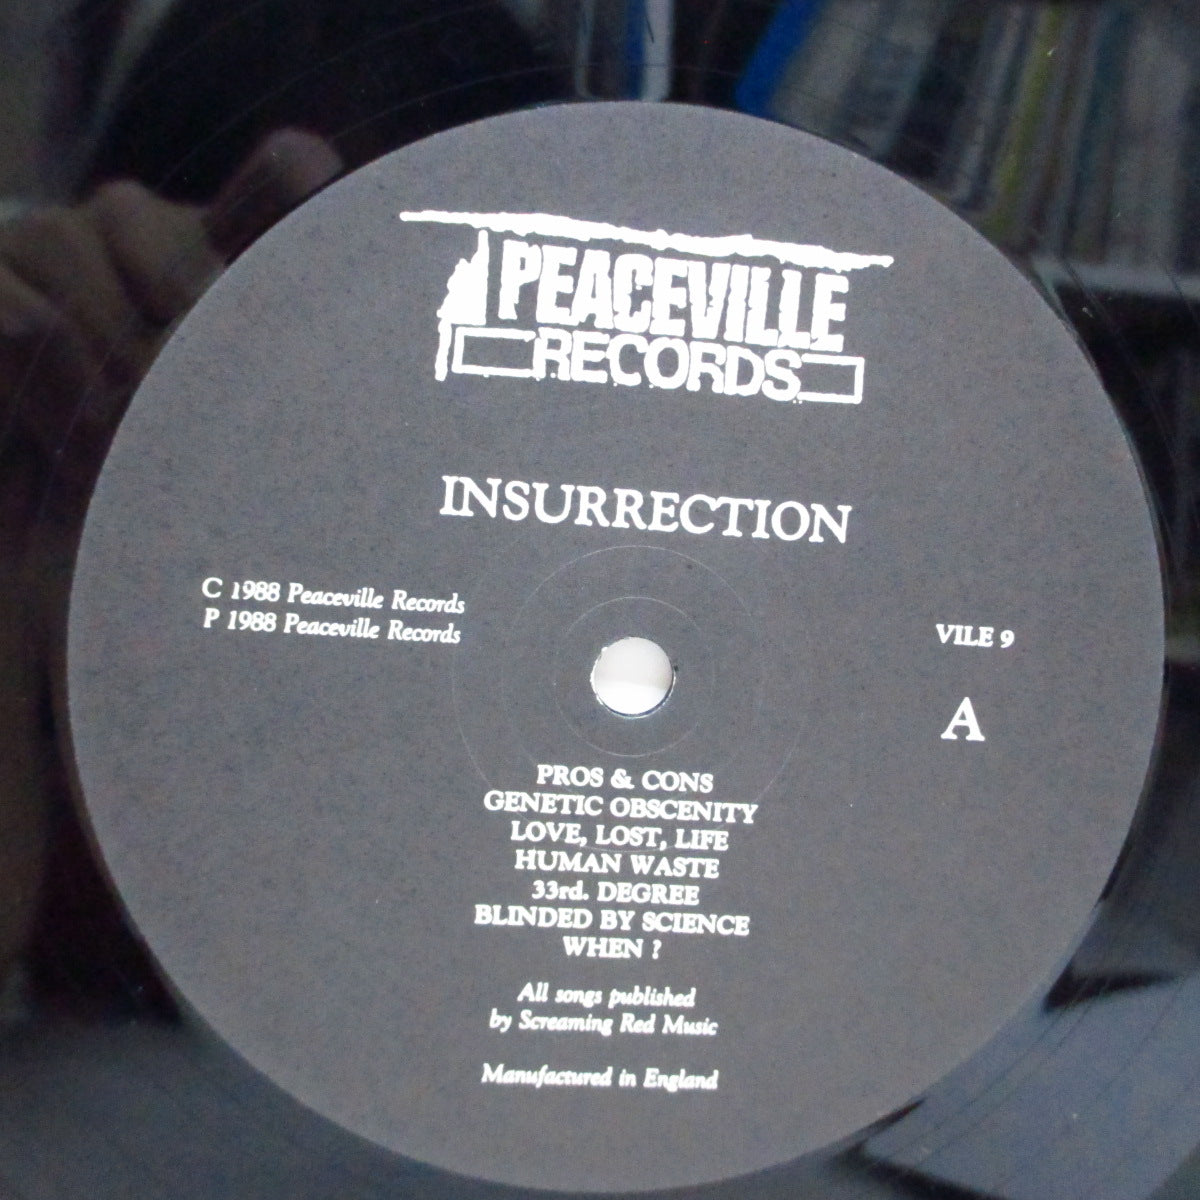 PEACEVILLE
RECORDS
INSURRECTION
C 1988 Peaceville Records
P 1988 Peaceville Records
VILE 9
A
PROS & CONS
GENETIC OBSCENITY
LOVE, LOST, LIFE
HUMAN WASTE
33rd. DEGREE
BLINDED BY SCIENCE
WHEN ?
All songs published
by Screaming Red Music
Manufactured in England